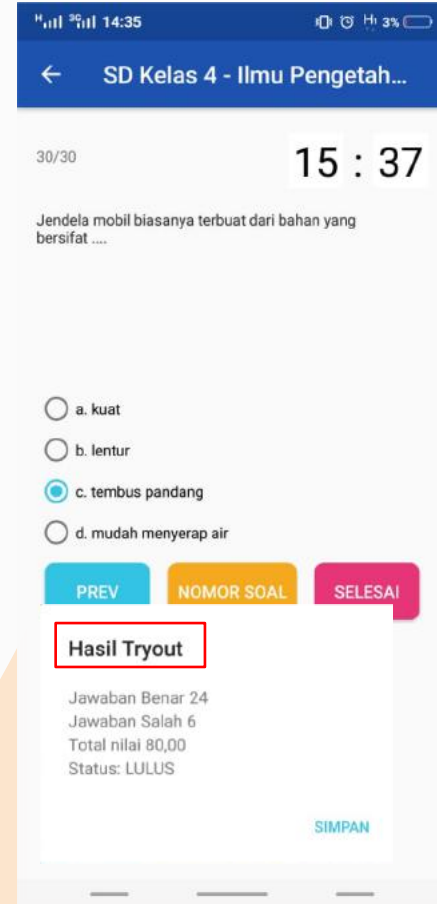 14:35
3%
SD Kelas 4 - Ilmu Pengetah...
30/30
15 : 37
Jendela mobil biasanya terbuat dari bahan yang
bersifat ....
a. kuat
b. lentur
c. tembus pandang
d. mudah menyerap air
PREV NOMOR SOAL SELESAI
Hasil Tryout
Jawaban Benar 24
Jawaban Salah 6
Total nilai 80,00
Status: LULUS
SIMPAN